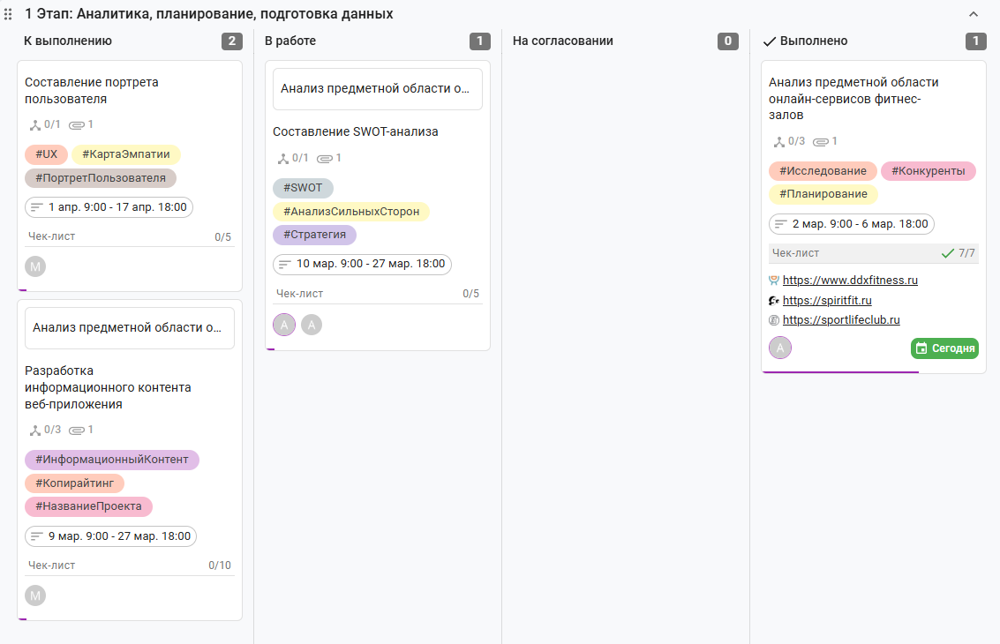 1 Этап: Аналитика, планирование, подготовка данных
К выполнению 2
Составление портрета
пользователя
0/1 1
#UX #КартаЭмпатии
#ПортретПользователя
1 апр. 9:00 - 17 апр. 18:00
Чек-лист 0/5
М
Анализ предметной области о...
Разработка
информационного контента
веб-приложения
0/3 1
#ИнформационныйКонтент
#Копирайтинг
#НазваниеПроекта
9 мар. 9:00 - 27 мар. 18:00
Чек-лист 0/10
М
В работе 1
Анализ предметной области о...
Составление SWOT-анализа
0/1 1
#SWOT
#АнализСильныхСторон
#Стратегия
10 мар. 9:00 - 27 мар. 18:00
Чек-лист 0/5
А А
На согласовании 0
Выполнено 1
Анализ предметной области
онлайн-сервисов фитнес-
залов
0/3 1
#Исследование #Конкуренты
#Планирование
2 мар. 9:00 - 6 мар. 18:00
Чек-лист 7/7
https://www.ddxfitness.ru
https://spiritfit.ru
https://sportlifeclub.ru
А Сегодня